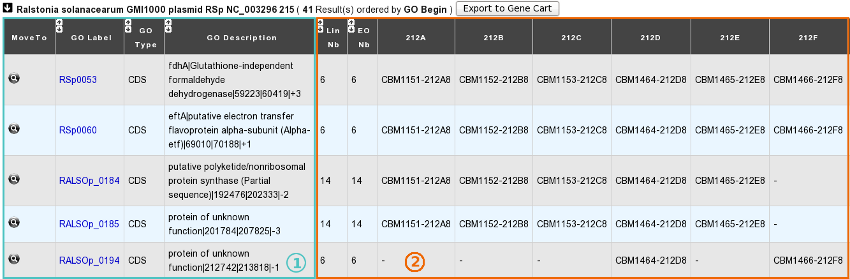 Ralstonia solanacearum GMI1000 plasmid RSp NC_003296 215 ( 41 Result(s) ordered by GO Begin ) Export to Gene Cart
MoveTo GO Label GO Type GO Description Lin Nb EO Nb 212A 212B 212C 212D 212E 212F
RSp0053 CDS fdhA|Glutathione-independent formaldehyde dehydrogenase|59223|60419|+3 6 6 CBM1151-212A8 CBM1152-212B8 CBM1153-212C8 CBM1464-212D8 CBM1465-212E8 CBM1466-212F8
RSp0060 CDS eftA|putative electron transfer flavoprotein alpha-subunit (Alpha-etf)|69010|70188|+1 6 6 CBM1151-212A8 CBM1152-212B8 CBM1153-212C8 CBM1464-212D8 CBM1465-212E8 CBM1466-212F8
RALSOp_0184 CDS putative polyketide/nonribosomal protein synthase (Partial sequence)|192476|202333|-2 14 14 CBM1151-212A8 CBM1152-212B8 CBM1153-212C8 CBM1464-212D8 CBM1465-212E8 -
RALSOp_0185 CDS protein of unknown function|201784|207825|-3 14 14 CBM1151-212A8 CBM1152-212B8 CBM1153-212C8 CBM1464-212D8 CBM1465-212E8 -
RALSOp_0194 CDS protein of unknown function|212742|213818|-1 6 6 - - - CBM1464-212D8 - CBM1466-212F8
1 2